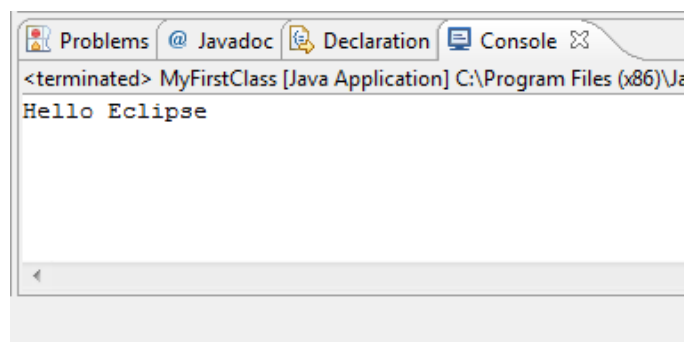 Problems @ Javadoc Declaration Console
<terminated> MyFirstClass [Java Application] C:\Program Files (x86)\Ja
Hello Eclipse